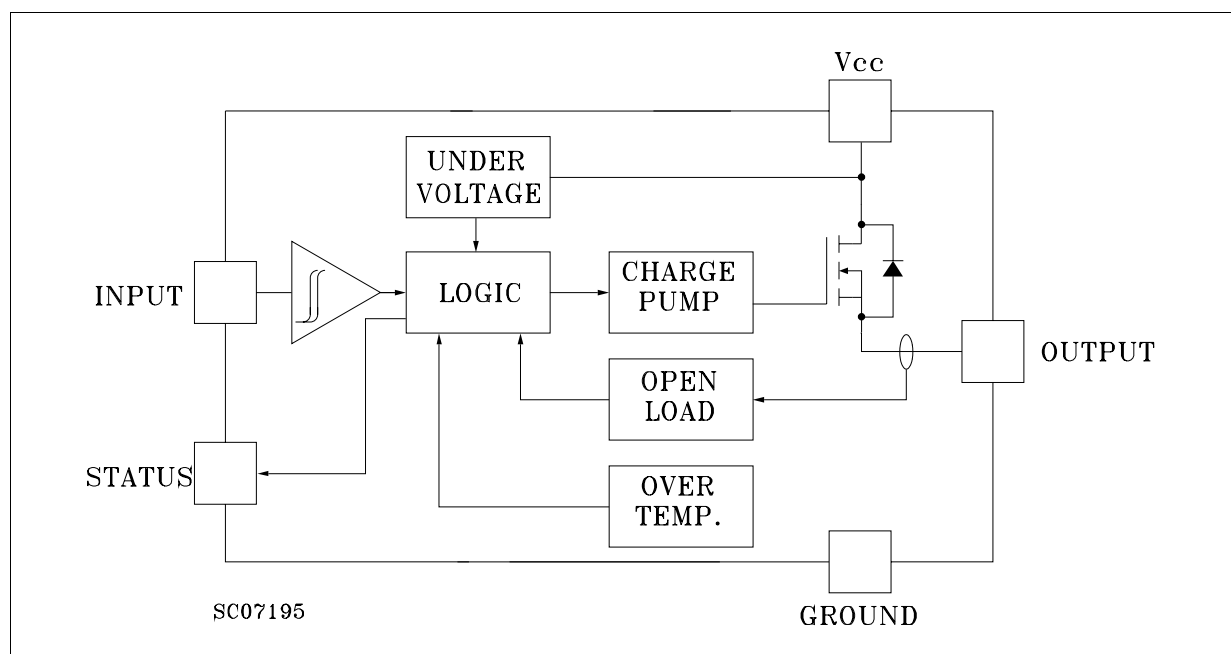 Vcc
UNDER
VOLTAGE
INPUT
LOGIC
CHARGE
PUMP
OUTPUT
OPEN
LOAD
STATUS
OVER
TEMP.
SC07195
GROUND